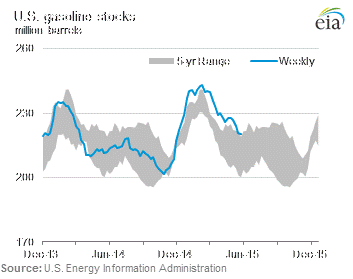 U.S. gasoline stocks
million barrels
eia
260
5-yr Range
Weekly
230
200
170
Dec-13
Jun-14
Dec-14
Jun-15
Dec-15
Source: U.S. Energy Information Administration